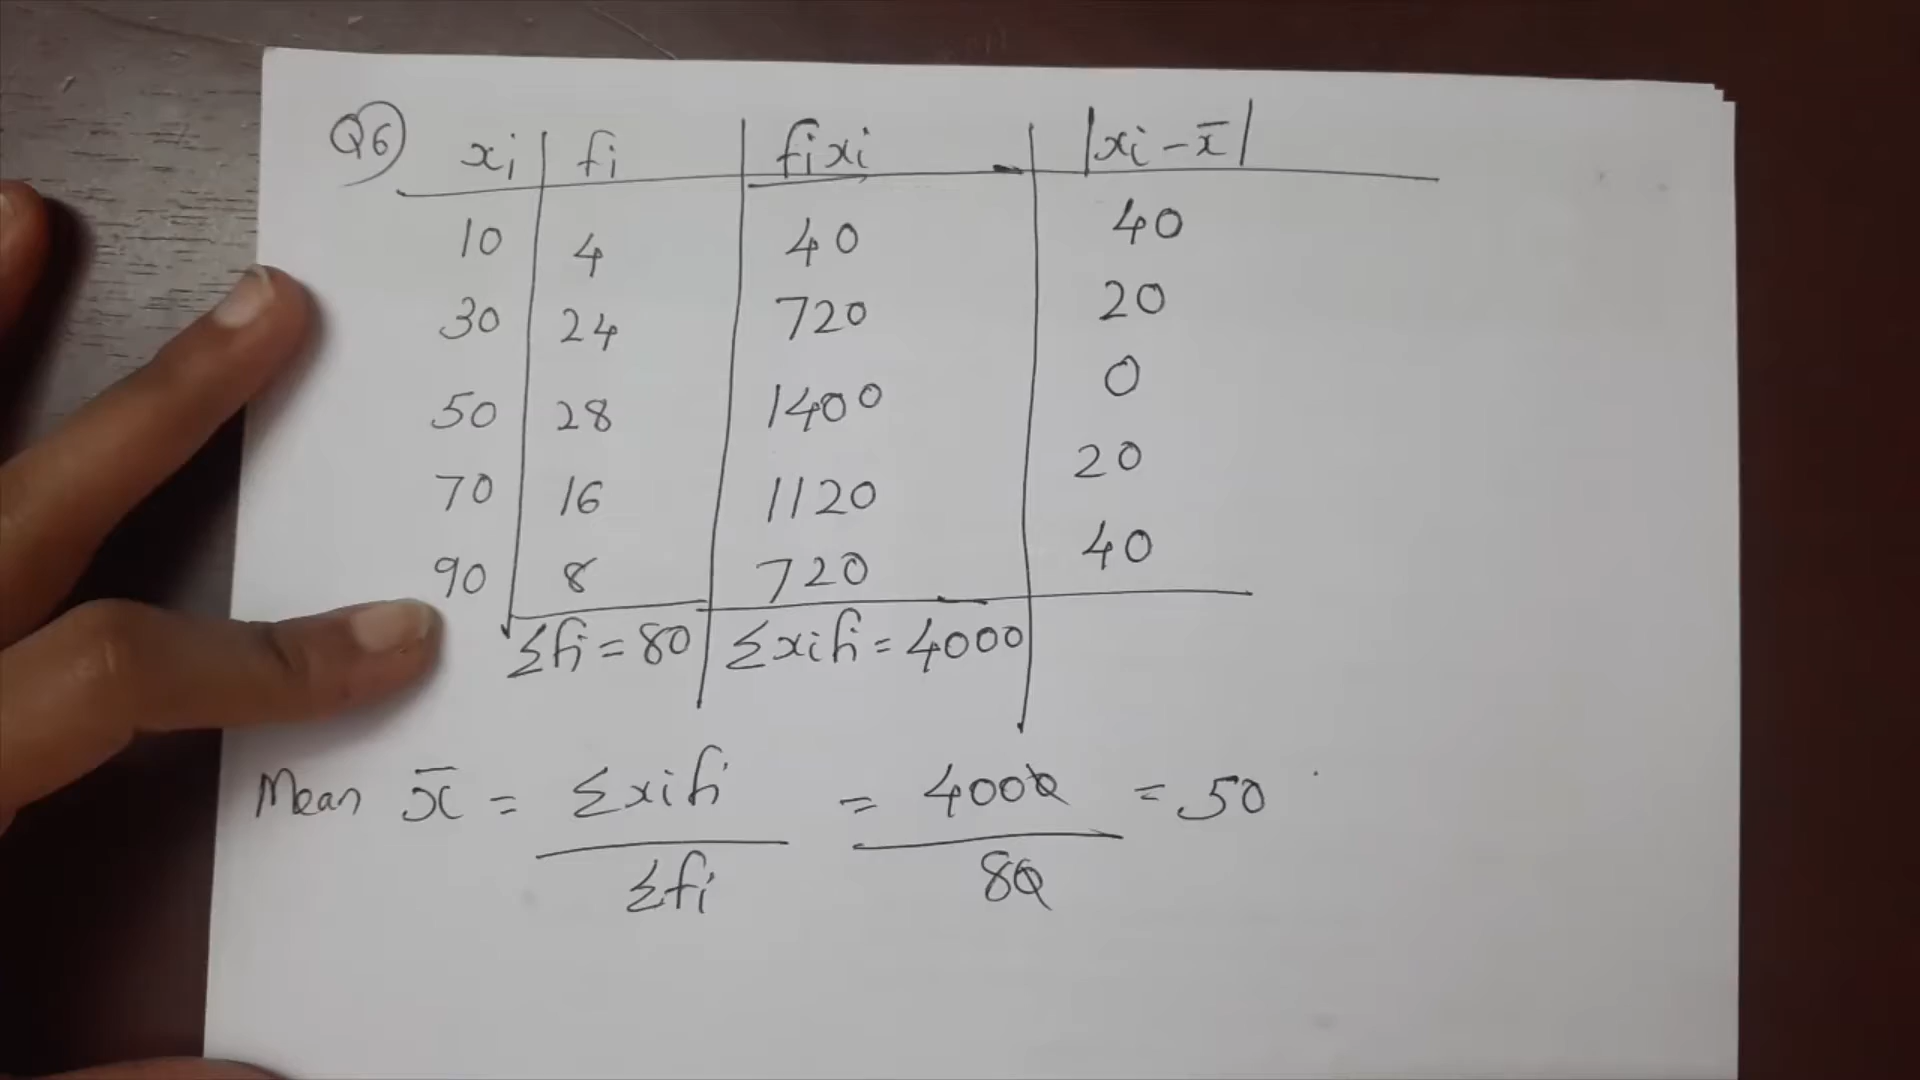 Q6 xi fi fixi |xi - x̄|
10 4 40 40
30 24 720 20
50 28 1400 0
70 16 1120 20
90 8 720 40
Σfi = 80 Σxifi = 4000
Mean x̄ = Σxifi / Σfi = 4000 / 80 = 50